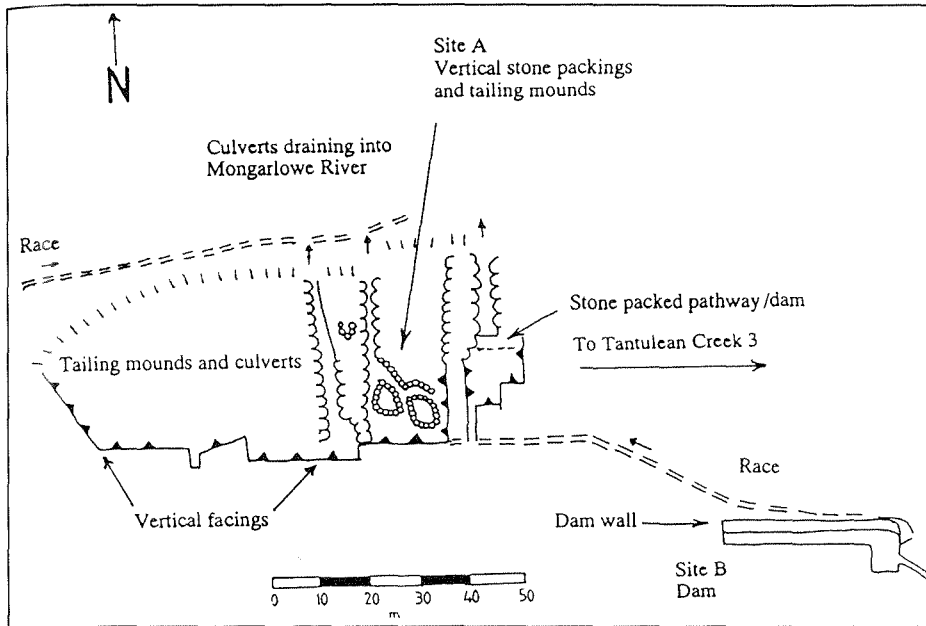 N
Site A
Vertical stone packings
and tailing mounds
Culverts draining into
Mongarlowe River
Race
Stone packed pathway/dam
To Tantulean Creek 3
Tailing mounds and culverts
Race
Vertical facings
Dam wall
Site B
Dam
0 10 20 30 40 50
m